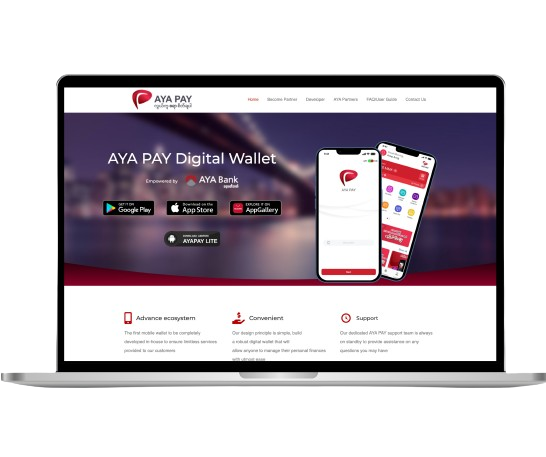 AYA PAY
Home Become Partner Developer AYA Partners FAQ/User Guide Contact Us
AYA PAY Digital Wallet
Empowered by AYA Bank
GET IT ON
Google Play
Download on the
App Store
EXPLORE IT ON
AppGallery
AYAPAY LITE
AYA PAY
Advance ecosystem
The first mobile wallet to be completely
developed in-house to ensure limitless services
provided to our customers
Convenient
Our design principle is simple, build
a robust digital wallet that will
allow anyone to manage their personal finances
with utmost ease
Support
Our dedicated AYA PAY support team is always
on standby to provide assistance on any
questions you may have